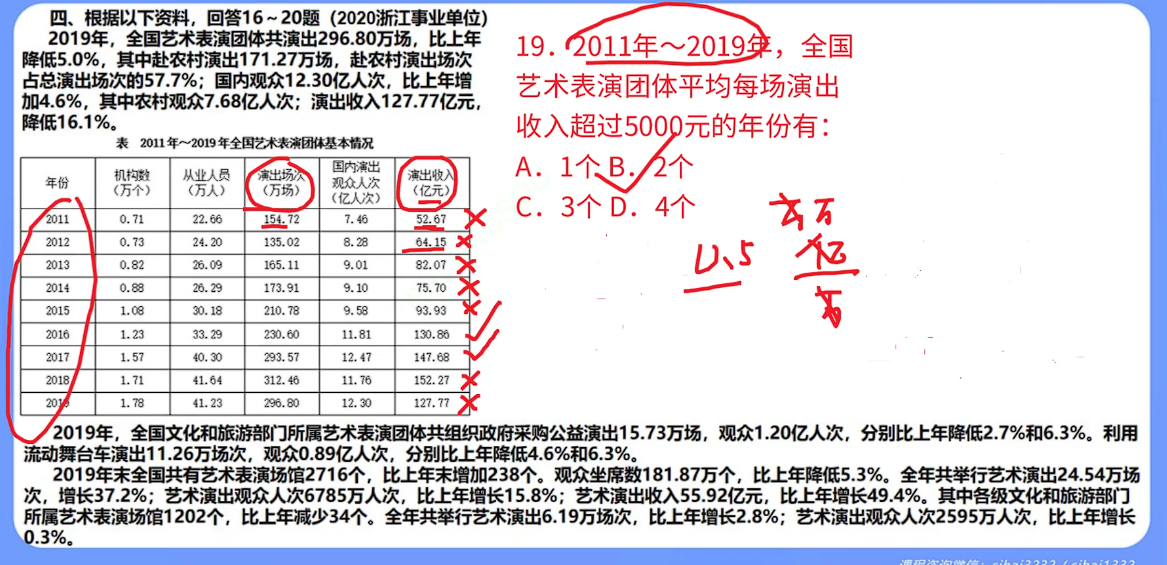 四、根据以下资料，回答16～20题（2020浙江事业单位）
2019年，全国艺术表演团体共演出296.80万场，比上年
降低5.0%，其中赴农村演出171.27万场，赴农村演出场次
占总演出场次的57.7%；国内观众12.30亿人次，比上年增
加4.6%，其中农村观众7.68亿人次；演出收入127.77亿元，
降低16.1%。
表 2011年～2019年全国艺术表演团体基本情况
年份 机构数（万个） 从业人员（万人） 演出场次（万场） 国内演出观众人次（亿人次） 演出收入（亿元）
2011 0.71 22.66 154.72 7.46 52.67
2012 0.73 24.20 135.02 8.28 64.15
2013 0.82 26.09 165.11 9.01 82.07
2014 0.88 26.29 173.91 9.10 75.70
2015 1.08 30.18 210.78 9.58 93.93
2016 1.23 33.29 230.60 11.81 130.86
2017 1.57 40.30 293.57 12.47 147.68
2018 1.71 41.64 312.46 11.76 152.27
2019 1.78 41.23 296.80 12.30 127.77
19．2011年～2019年，全国
艺术表演团体平均每场演出
收入超过5000元的年份有：
A．1个 B．2个
C．3个 D．4个
万
亿
万
2019年，全国文化和旅游部门所属艺术表演团体共组织政府采购公益演出15.73万场，观众1.20亿人次，分别比上年降低2.7%和6.3%。利用
流动舞台车演出11.26万场次，观众0.89亿人次，分别比上年降低4.6%和6.3%。
2019年末全国共有艺术表演场馆2716个，比上年末增加238个。观众坐席数181.87万个，比上年降低5.3%。全年共举行艺术演出24.54万场
次，增长37.2%；艺术演出观众人次6785万人次，比上年增长15.8%；艺术演出收入55.92亿元，比上年增长49.4%。其中各级文化和旅游部门
所属艺术表演场馆1202个，比上年减少34个。全年共举行艺术演出6.19万场次，比上年增长2.8%；艺术演出观众人次2595万人次，比上年增长
0.3%。